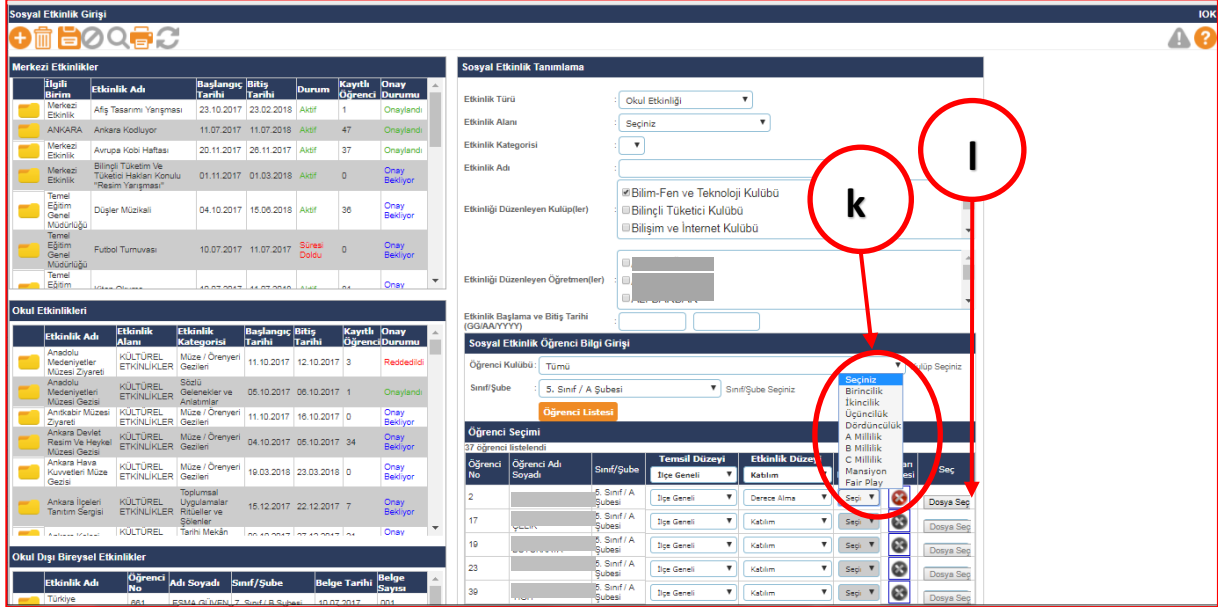 Sosyal Etkinlik Girişi
IOK
Merkezi Etkinlikler
İlgili Birim Etkinlik Adı Başlangıç Tarihi Bitiş Tarihi Durum Kayıtlı Öğrenci Onay Durumu
Merkezi Etkinlik Afiş Tasarımı Yarışması 23.10.2017 23.02.2018 Aktif 1 Onaylandı
ANKARA Ankara Kodluyor 11.07.2017 11.07.2018 Aktif 47 Onaylandı
Merkezi Etkinlik Avrupa Kobi Haftası 20.11.2017 26.11.2017 Aktif 37 Onaylandı
Merkezi Etkinlik Bilinçli Tüketim Ve Tüketici Hakları Konulu "Resim Yarışması" 01.11.2017 01.03.2018 Aktif 0 Onay Bekliyor
Temel Eğitim Genel Müdürlüğü Düşler Müzikali 04.10.2017 15.06.2018 Aktif 36 Onay Bekliyor
Temel Eğitim Genel Müdürlüğü Futbol Turnuvası 10.07.2017 11.07.2017 Süresi Doldu 0 Onay Bekliyor
Temel Eğitim Onay
Okul Etkinlikleri
Etkinlik Adı Etkinlik Alanı Etkinlik Kategorisi Başlangıç Tarihi Bitiş Tarihi Kayıtlı Öğrenci Onay Durumu
Anadolu Medeniyetler Müzesi Ziyareti KÜLTÜREL ETKİNLİKLER Müze / Örenyeri Gezileri 11.10.2017 12.10.2017 3 Reddedildi
Anadolu Medeniyetleri Müzesi Gezisi KÜLTÜREL ETKİNLİKLER Sözlü Gelenekler ve Anlatımlar 05.10.2017 06.10.2017 1 Onaylandı
Anıtkabir Müzesi Ziyareti KÜLTÜREL ETKİNLİKLER Müze / Örenyeri Gezileri 11.10.2017 16.10.2017 0 Onay Bekliyor
Ankara Devlet Resim Ve Heykel Müzesi Gezisi KÜLTÜREL ETKİNLİKLER Müze / Örenyeri Gezileri 04.10.2017 05.10.2017 34 Onay Bekliyor
Ankara Hava Kuvvetleri Müze Gezisi KÜLTÜREL ETKİNLİKLER Müze / Örenyeri Gezileri 19.03.2018 23.03.2018 0 Onay Bekliyor
Ankara İlçeleri Tanıtım Sergisi KÜLTÜREL ETKİNLİKLER Toplumsal Uygulamalar Ritüeller ve Şölenler 15.12.2017 22.12.2017 7 Onay Bekliyor
KÜLTÜREL Tarihi Mekân Onay
Okul Dışı Bireysel Etkinlikler
Etkinlik Adı Öğrenci No Adı Soyadı Sınıf/Şube Belge Tarihi Belge Sayısı
Türkiye 661 ESMA GÜVEN 7. Sınıf / B Şubesi 10.07.2017 001
Sosyal Etkinlik Tanımlama
Etkinlik Türü : Okul Etkinliği
Etkinlik Alanı : Seçiniz
Etkinlik Kategorisi :
Etkinlik Adı :
Etkinliği Düzenleyen Kulüp(ler) : Bilim-Fen ve Teknoloji Kulübü
Bilinçli Tüketici Kulübü
Bilişim ve İnternet Kulübü
Etkinliği Düzenleyen Öğretmen(ler) :
Etkinlik Başlama ve Bitiş Tarihi (GG/AA/YYYY) :
Sosyal Etkinlik Öğrenci Bilgi Girişi
Öğrenci Kulübü : Tümü
Seçiniz
Sınıf/Şube : 5. Sınıf / A Şubesi Sınıf/Şube Seçiniz
Öğrenci Listesi
Seçiniz
Birincilik
İkincilik
Üçüncülük
Dördüncülük
A Millilik
B Millilik
C Millilik
Mansiyon
Fair Play
Öğrenci Seçimi
37 öğrenci listelendi
Öğrenci No Öğrenci Adı Soyadı Sınıf/Şube Temsil Düzeyi Etkinlik Düzeyi Seç
İlçe Geneli Katılım
2 5. Sınıf / A Şubesi İlçe Geneli Derece Alma Seçi Dosya Seç
17 5. Sınıf / A Şubesi İlçe Geneli Katılım Seçi Dosya Seç
19 5. Sınıf / A Şubesi İlçe Geneli Katılım Seçi Dosya Seç
23 5. Sınıf / A Şubesi İlçe Geneli Katılım Seçi Dosya Seç
39 5. Sınıf / A Şubesi İlçe Geneli Katılım Seçi Dosya Seç
k
l